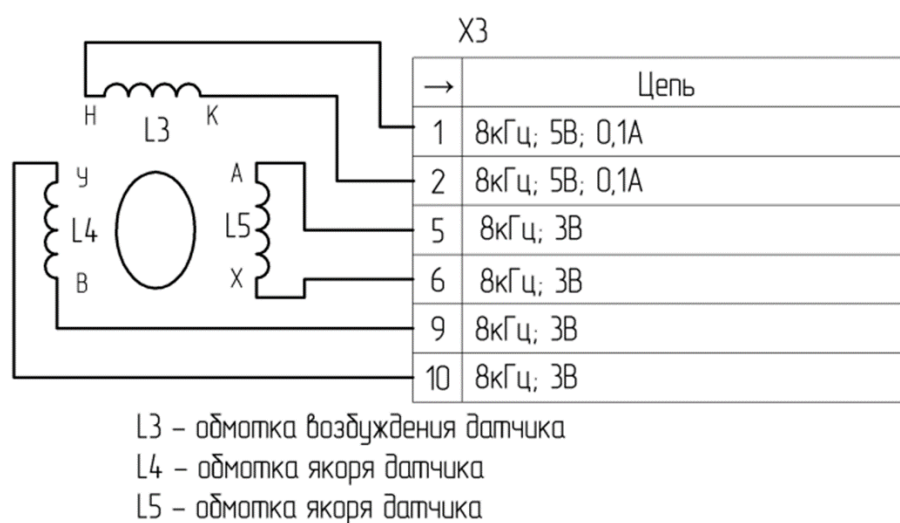 X3
→ Цепь
Н L3 К
1 8кГц; 5В; 0,1А
У А
2 8кГц; 5В; 0,1А
L4 L5
5 8кГц; 3В
В Х
6 8кГц; 3В
9 8кГц; 3В
10 8кГц; 3В
L3 – обмотка возбуждения датчика
L4 – обмотка якоря датчика
L5 – обмотка якоря датчика